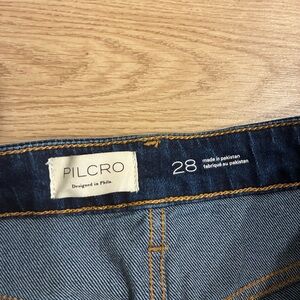 PILCRO
Designed in Phila.
28
made in pakistan
fabriqué au pakistan